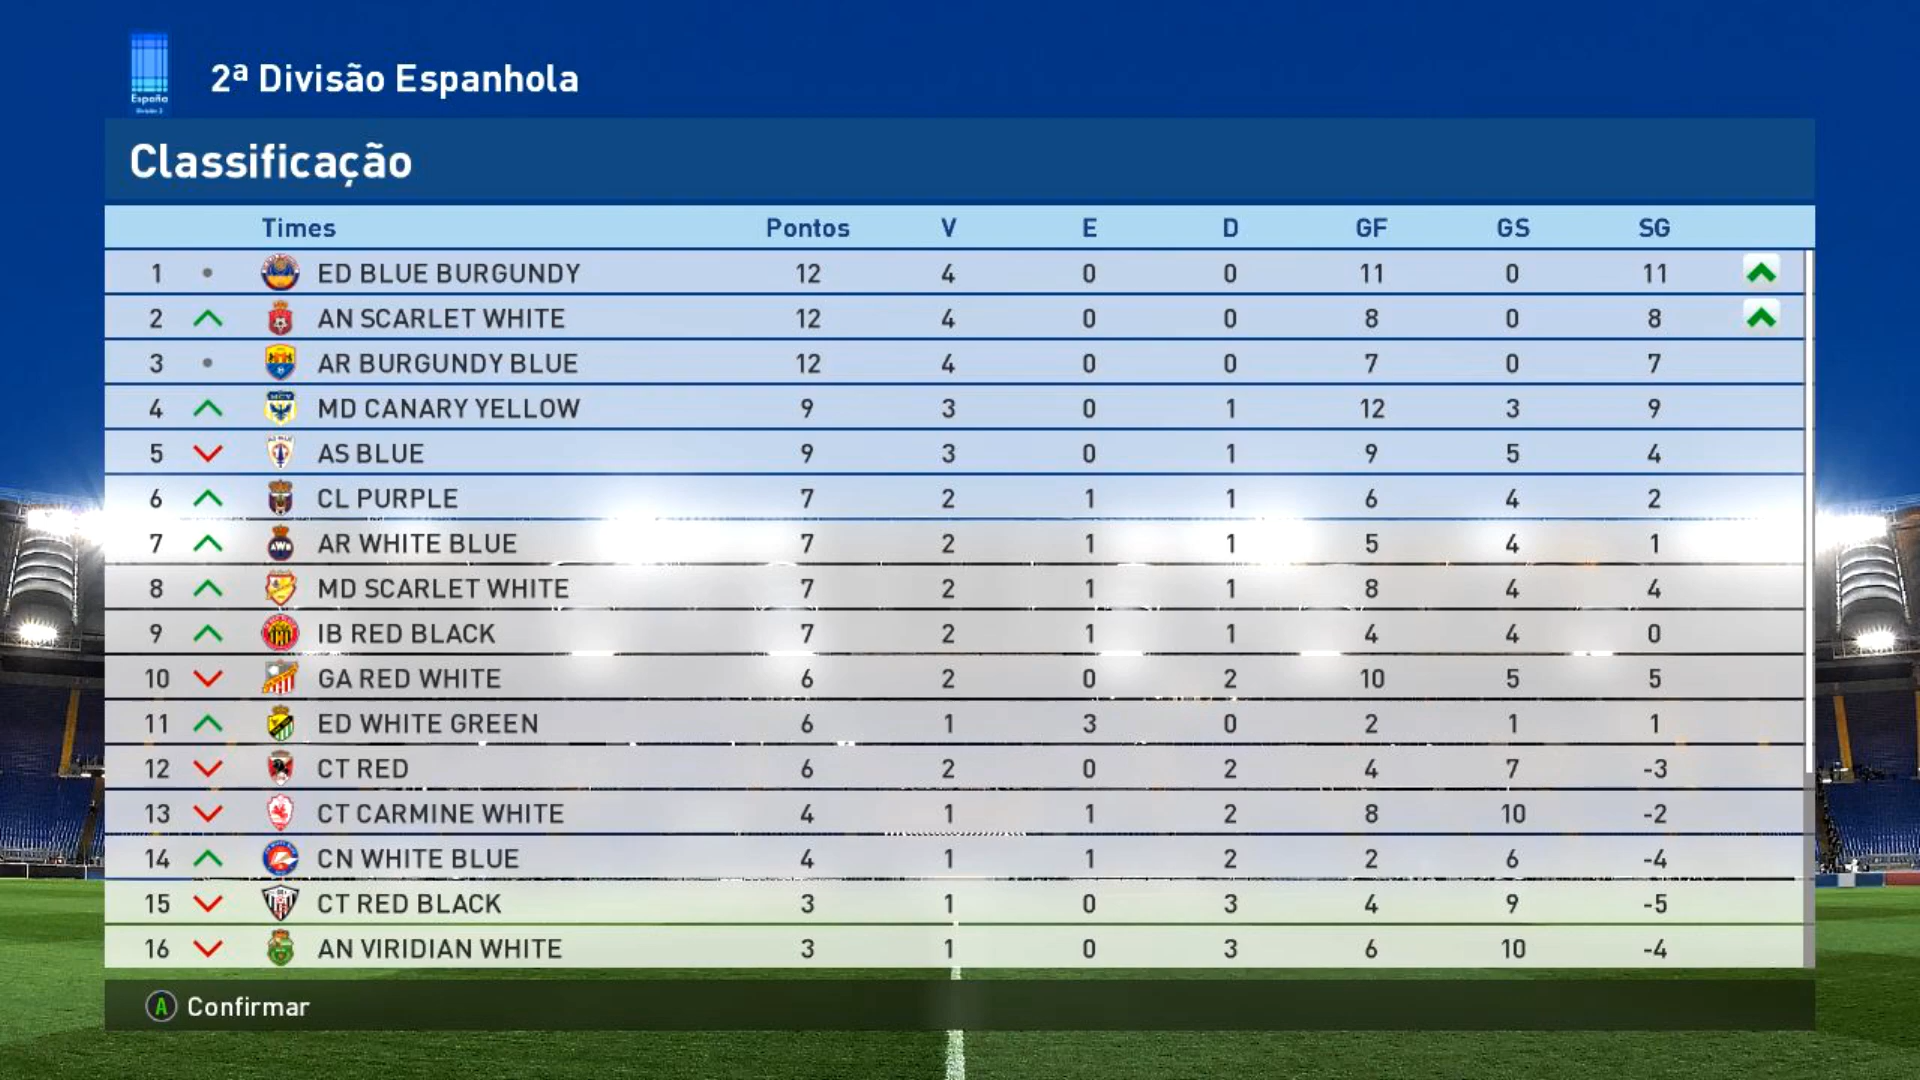 España
2ª Divisão Espanhola
Classificação
Times Pontos V E D GF GS SG
1 ED BLUE BURGUNDY 12 4 0 0 11 0 11
2 AN SCARLET WHITE 12 4 0 0 8 0 8
3 AR BURGUNDY BLUE 12 4 0 0 7 0 7
4 MD CANARY YELLOW 9 3 0 1 12 3 9
5 AS BLUE 9 3 0 1 9 5 4
6 CL PURPLE 7 2 1 1 6 4 2
7 AR WHITE BLUE 7 2 1 1 5 4 1
8 MD SCARLET WHITE 7 2 1 1 8 4 4
9 IB RED BLACK 7 2 1 1 4 4 0
10 GA RED WHITE 6 2 0 2 10 5 5
11 ED WHITE GREEN 6 1 3 0 2 1 1
12 CT RED 6 2 0 2 4 7 -3
13 CT CARMINE WHITE 4 1 1 2 8 10 -2
14 CN WHITE BLUE 4 1 1 2 2 6 -4
15 CT RED BLACK 3 1 0 3 4 9 -5
16 AN VIRIDIAN WHITE 3 1 0 3 6 10 -4
A Confirmar